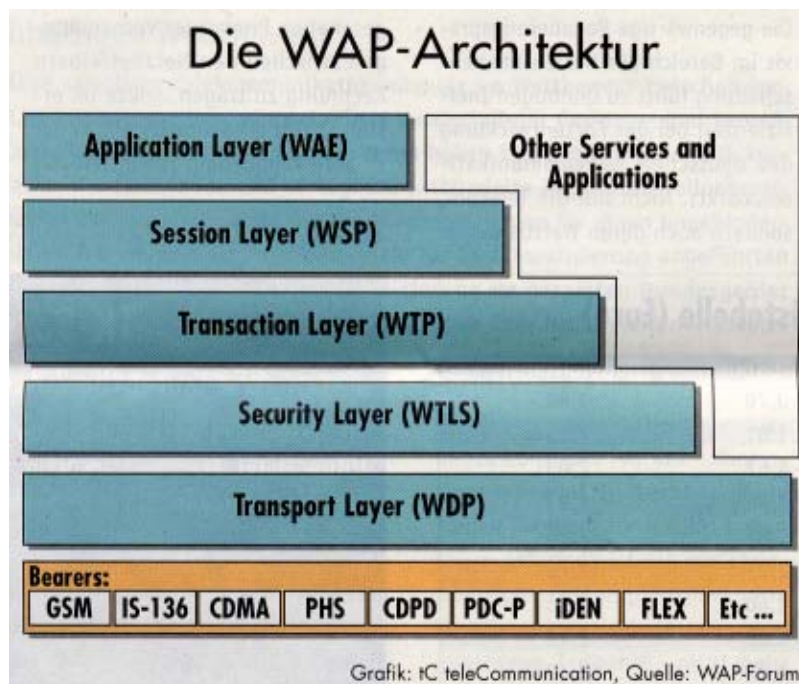 Die WAP-Architektur
Application Layer (WAE)
Other Services and
Applications
Session Layer (WSP)
Transaction Layer (WTP)
Security Layer (WTLS)
Transport Layer (WDP)
Bearers:
GSM IS-136 CDMA PHS CDPD PDC-P iDEN FLEX Etc ...
Grafik: tC teleCommunication, Quelle: WAP-Forum